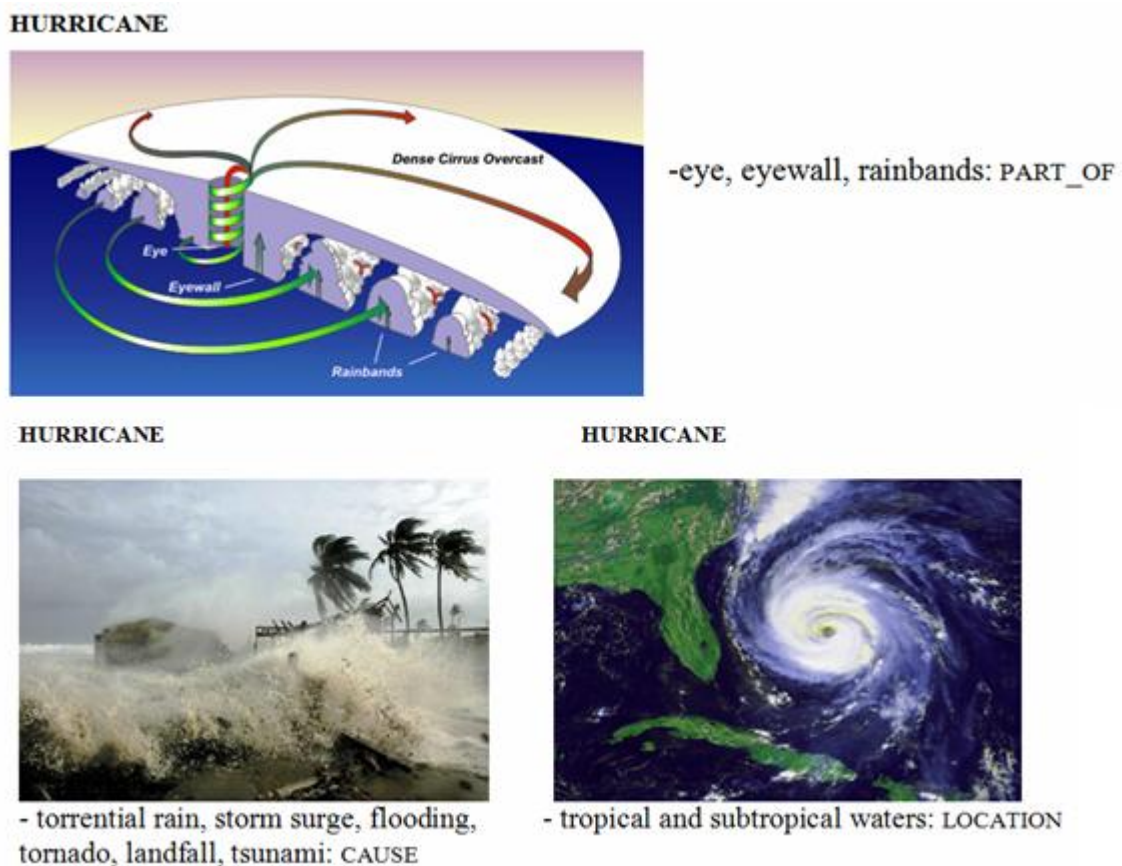 HURRICANE
Dense Cirrus Overcast
-eye, eyewall, rainbands: PART_OF
Eye
Eyewall
Rainbands
HURRICANE
HURRICANE
- torrential rain, storm surge, flooding,
tornado, landfall, tsunami: CAUSE
- tropical and subtropical waters: LOCATION